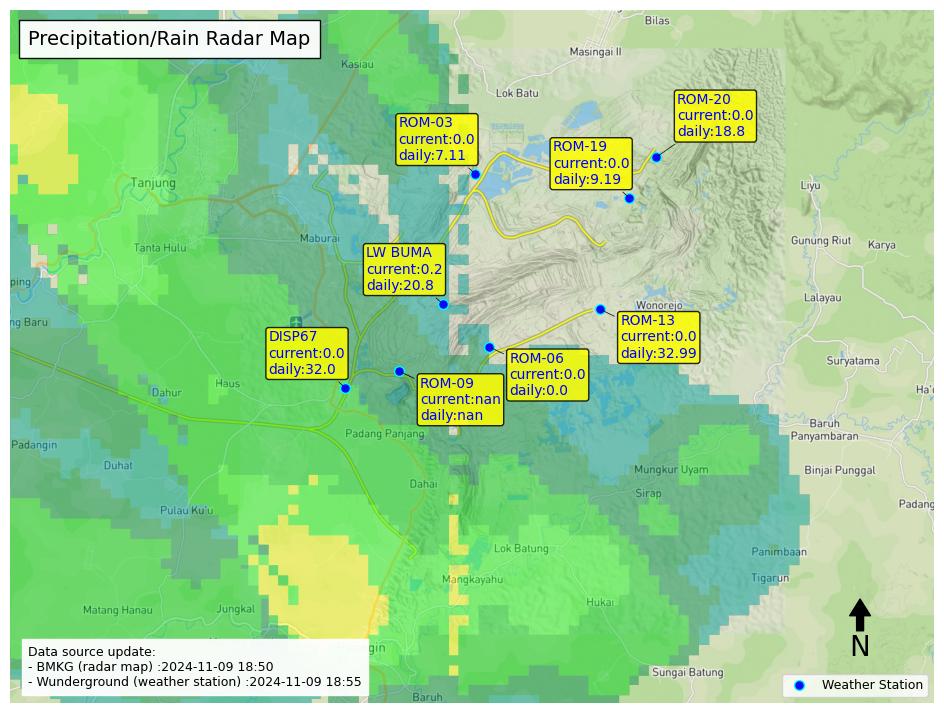 Precipitation/Rain Radar Map
Bilas
Masingai II
Kasiau
Lok Batu
ROM-20
current:0.0
daily:18.8
ROM-03
current:0.0
daily:7.11
ROM-19
current:0.0
daily:9.19
Tanjung
Liyu
Maburai
Tanta Hulu
Gunung Riut
Karya
LW BUMA
current:0.2
daily:20.8
ping
Lalayau
Wonorejo
ng Baru
ROM-13
current:0.0
daily:32.99
DISP67
current:0.0
daily:32.0
ROM-06
current:0.0
daily:0.0
Suryatama
ROM-09
current:nan
daily:nan
Haus
Dahur
Ha'
Baruh
Panyambaran
Padang Panjang
Padangin
Duhat
Mungkur Uyam
Binjai Punggal
Dahai
Sirap
Padang
Pulau Ku'u
Lok Batung
Panimbaan
Mangkayahu
Tigarun
Hukai
Matang Hanau
Jungkal
N
gin
Data source update:
- BMKG (radar map) :2024-11-09 18:50
- Wunderground (weather station) :2024-11-09 18:55
Sungai Batung
Weather Station
Baruh